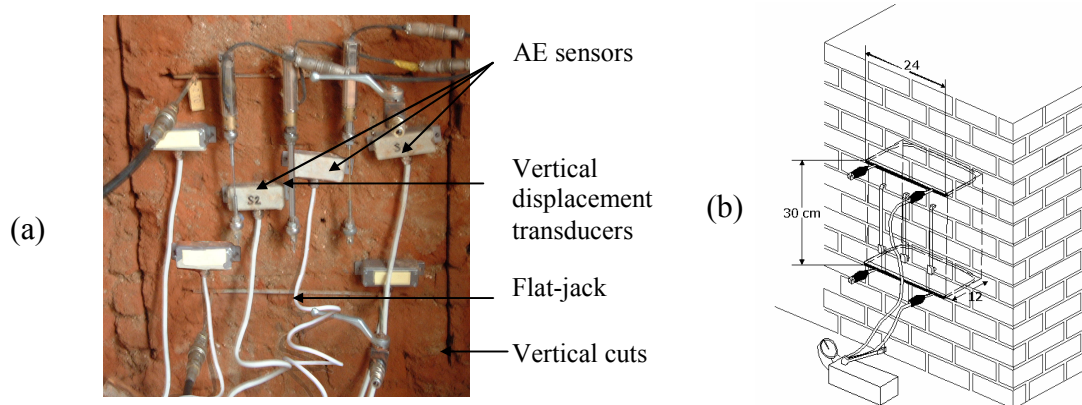 (a)
AE sensors
Vertical
displacement
transducers
Flat-jack
Vertical cuts
S2
S
(b)
24
30 cm
12